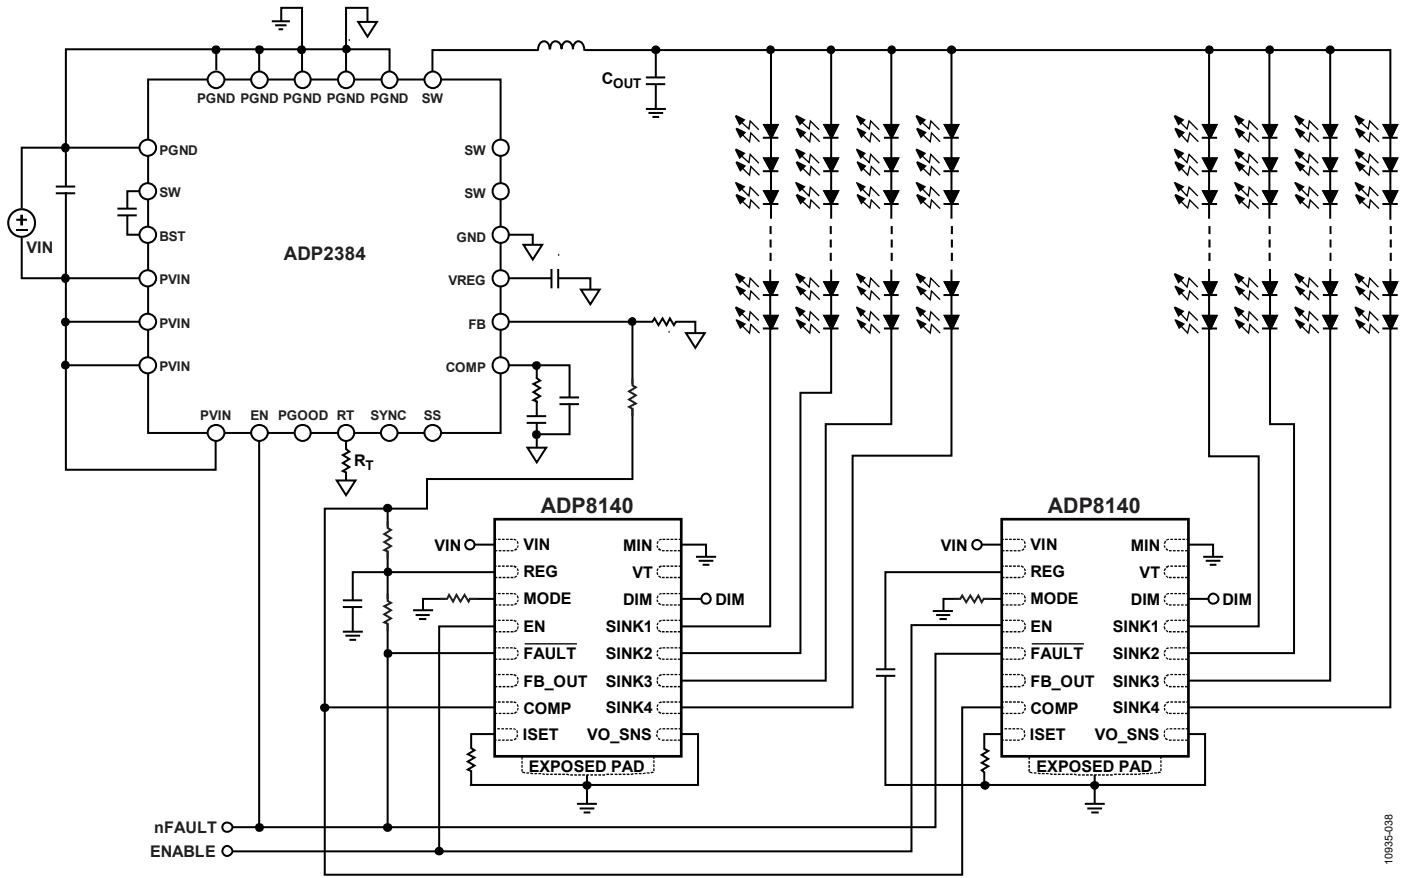 PGND PGND PGND PGND PGND SW
COUT
PGND
SW
BST
PVIN
PVIN
PVIN
VIN
ADP2384
SW
SW
GND
VREG
FB
COMP
PVIN EN PGOOD RT SYNC SS
RT
ADP8140
VIN
VIN
REG
MODE
EN
FAULT
FB_OUT
COMP
ISET
MIN
VT
DIM
DIM
SINK1
SINK2
SINK3
SINK4
VO_SNS
EXPOSED PAD
ADP8140
VIN
VIN
REG
MODE
EN
FAULT
FB_OUT
COMP
ISET
MIN
VT
DIM
DIM
SINK1
SINK2
SINK3
SINK4
VO_SNS
EXPOSED PAD
nFAULT
ENABLE
10935-038